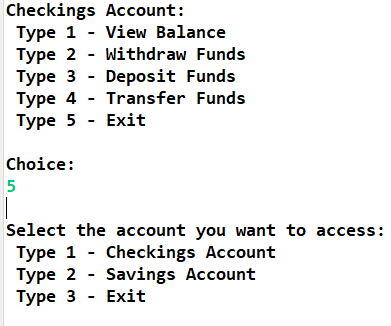 Checkings Account:
Type 1 - View Balance
Type 2 - Withdraw Funds
Type 3 - Deposit Funds
Type 4 - Transfer Funds
Type 5 - Exit
Choice:
5
Select the account you want to access:
Type 1 - Checkings Account
Type 2 - Savings Account
Type 3 - Exit